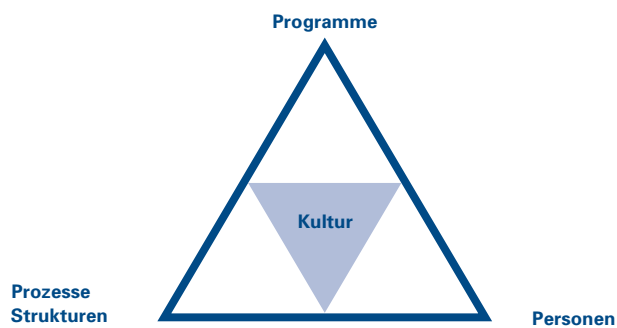 Programme
Kultur
Prozesse
Strukturen
Personen